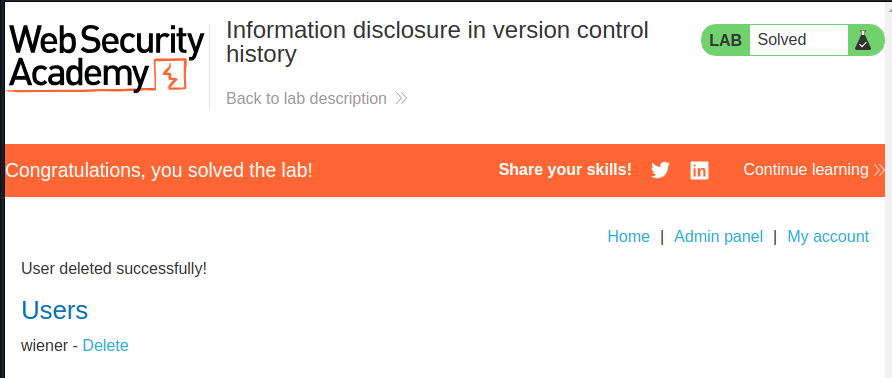 Web Security
Academy
Information disclosure in version control
history
Back to lab description
LAB Solved
Congratulations, you solved the lab!
Share your skills!
Continue learning
Home | Admin panel | My account
User deleted successfully!
Users
wiener - Delete